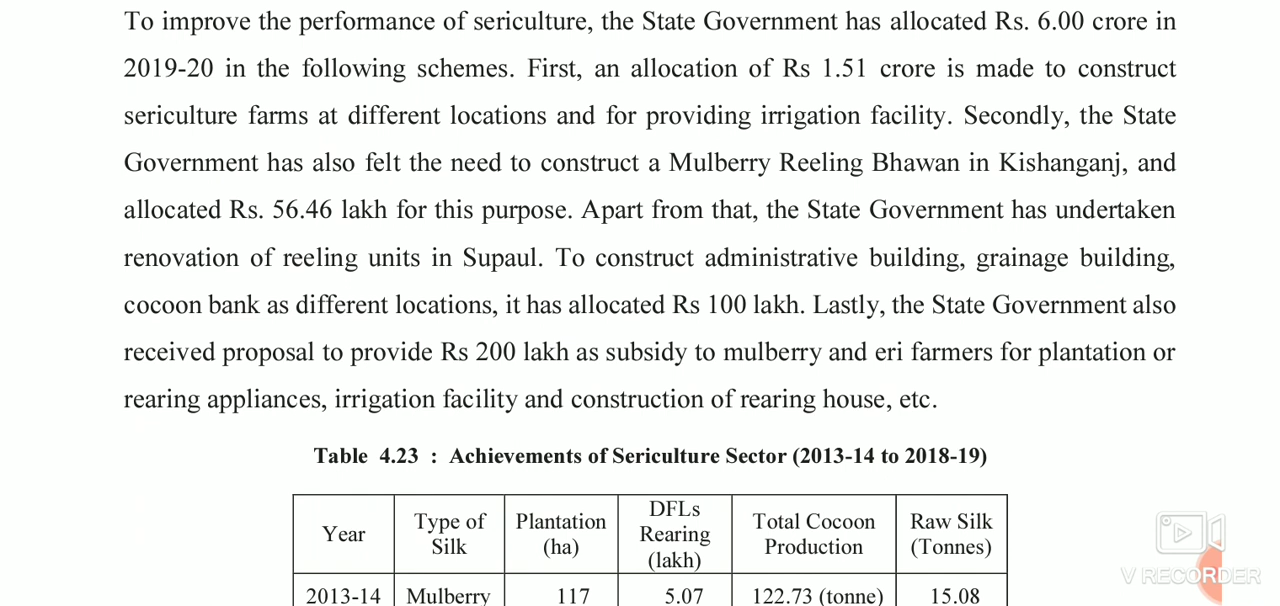 To improve the performance of sericulture, the State Government has allocated Rs. 6.00 crore in
2019-20 in the following schemes. First, an allocation of Rs 1.51 crore is made to construct
sericulture farms at different locations and for providing irrigation facility. Secondly, the State
Government has also felt the need to construct a Mulberry Reeling Bhawan in Kishanganj, and
allocated Rs. 56.46 lakh for this purpose. Apart from that, the State Government has undertaken
renovation of reeling units in Supaul. To construct administrative building, grainage building,
cocoon bank as different locations, it has allocated Rs 100 lakh. Lastly, the State Government also
received proposal to provide Rs 200 lakh as subsidy to mulberry and eri farmers for plantation or
rearing appliances, irrigation facility and construction of rearing house, etc.
Table 4.23 : Achievements of Sericulture Sector (2013-14 to 2018-19)
Year
Type of
Silk
Plantation
(ha)
DFLs
Rearing
(lakh)
Total Cocoon
Production
Raw Silk
(Tonnes)
2013-14 Mulberry 117 5.07 122.73 (tonne) 15.08
V RECORDER